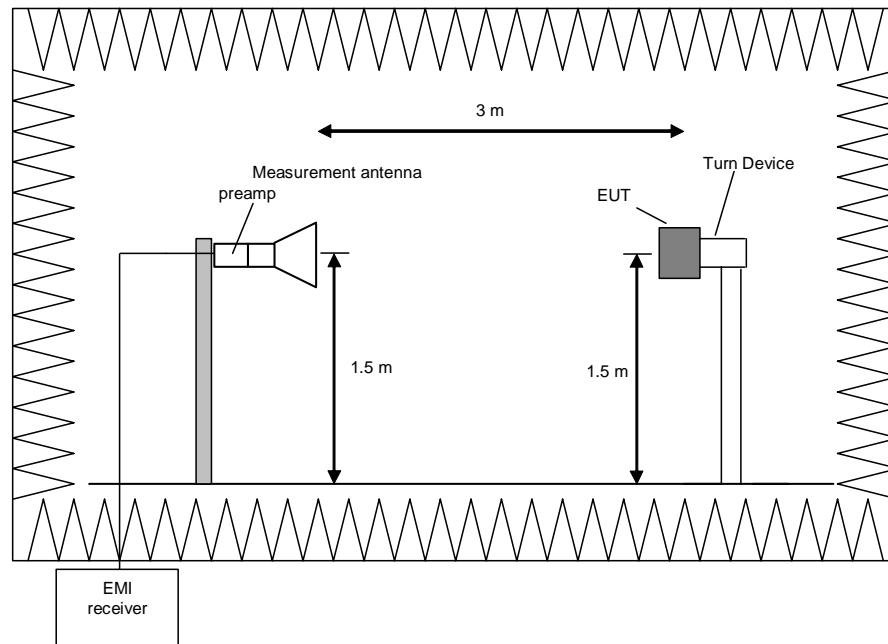 3 m
Measurement antenna
preamp
Turn Device
EUT
1.5 m
1.5 m
EMI
receiver